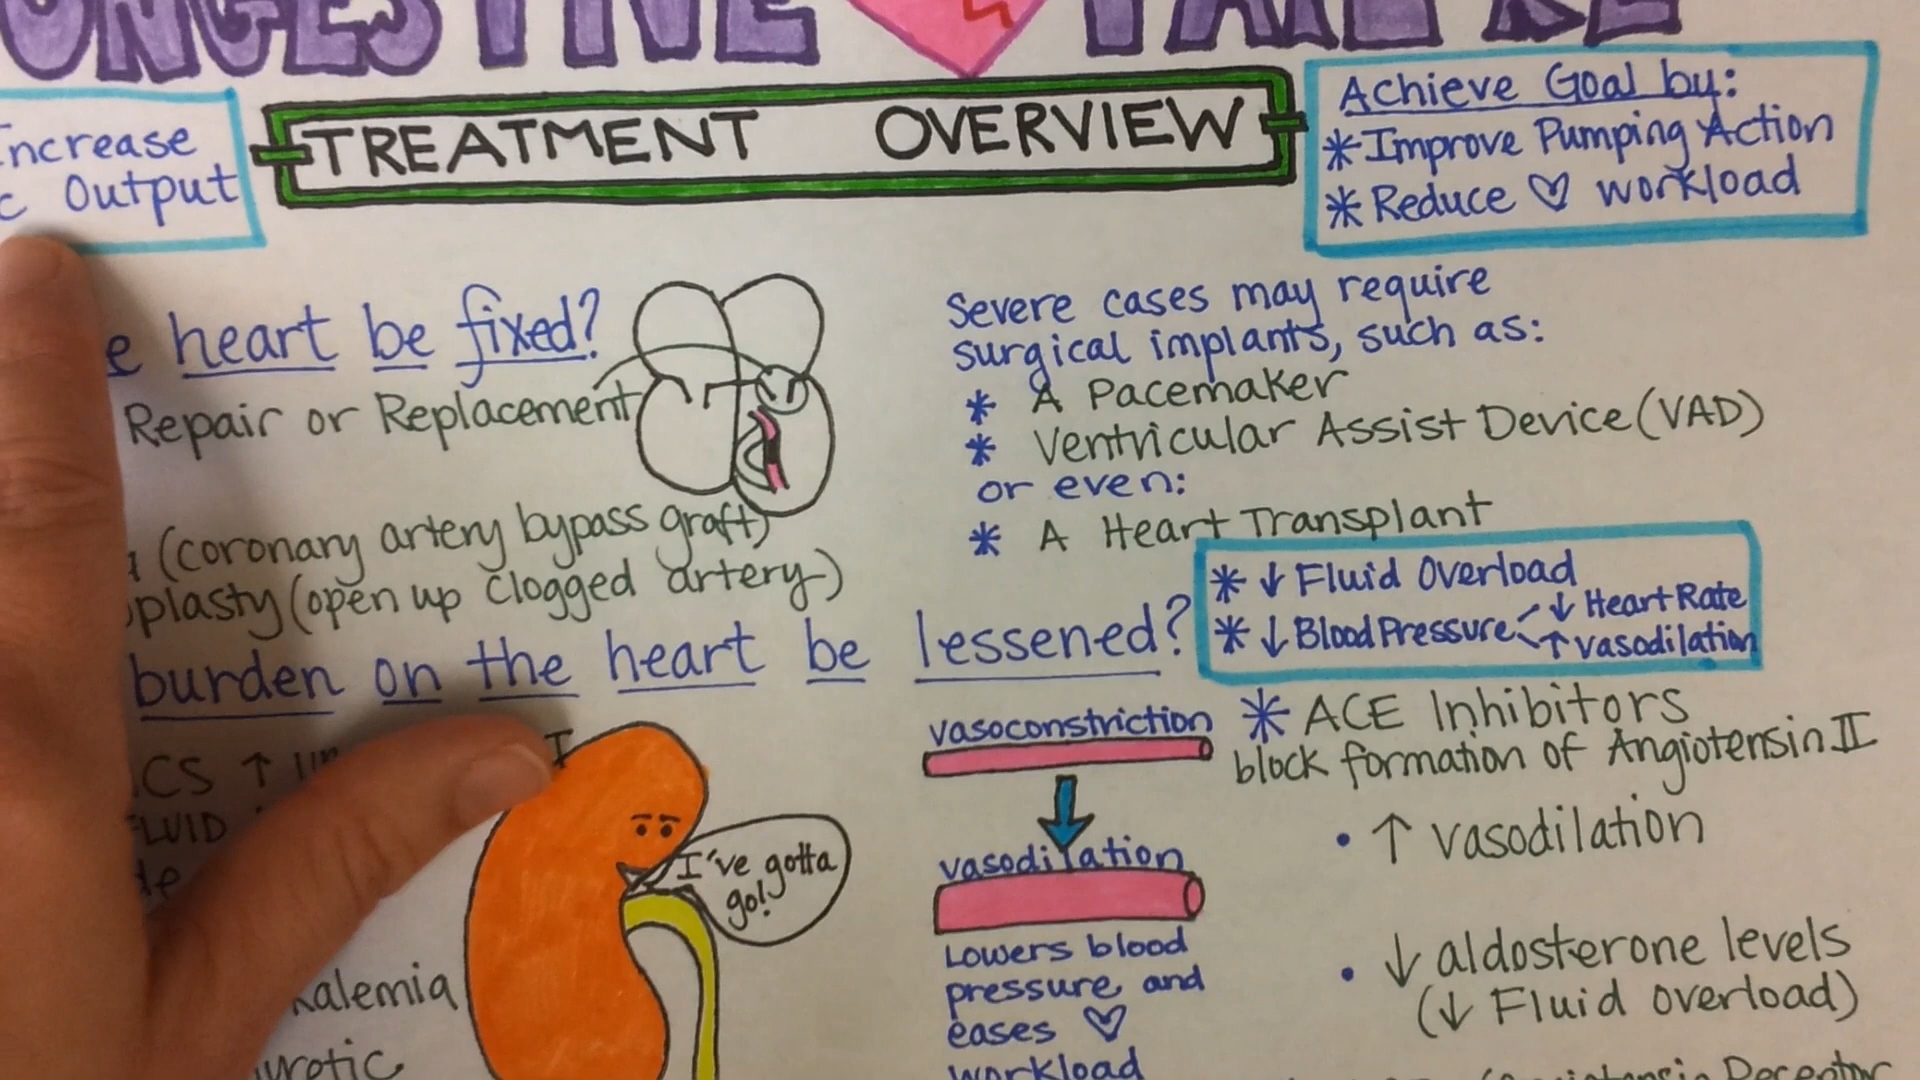 TREATMENT OVERVIEW
Increase
Output
Achieve Goal by:
*Improve Pumping Action
*Reduce ♡ workload
heart be fixed?
Repair or Replacement
(coronary artery bypass graft)
plasty (open up clogged artery)
Severe cases may require
surgical implants, such as:
* A Pacemaker
* Ventricular Assist Device (VAD)
or even:
* A Heart Transplant
burden on the heart be lessened?
* ↓ Fluid Overload
* ↓ Blood Pressure ↓ Heart Rate
↑ vasodilation
I've gotta
go!
vasoconstriction
vasodilation
Lowers blood
pressure and
eases ♡
workload
* ACE Inhibitors
block formation of Angiotensin II
• ↑ vasodilation
• ↓ aldosterone levels
(↓ Fluid overload)
CS ↑
kalemia